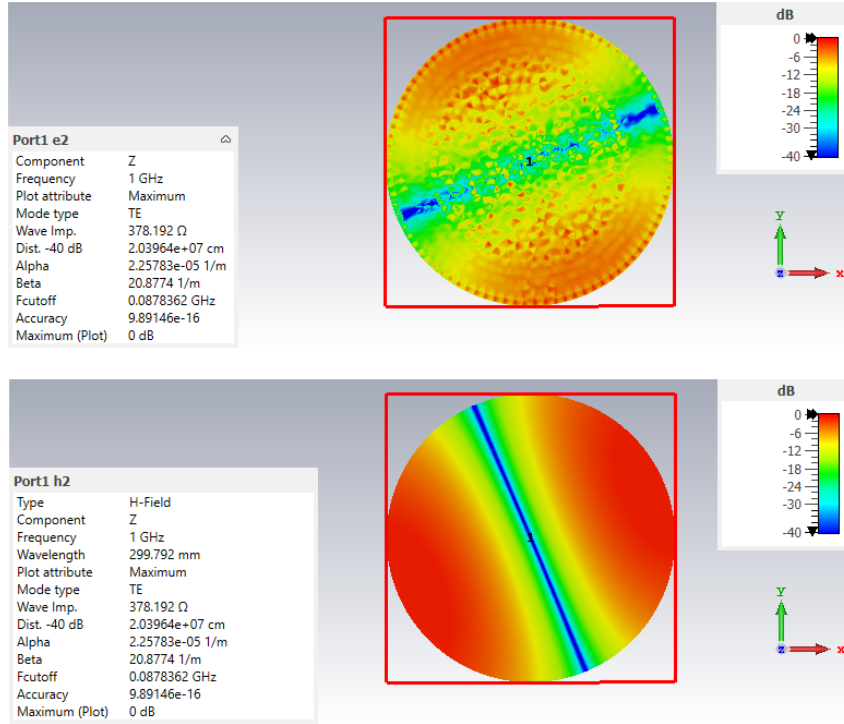 dB
0
-6
-12
-18
-24
-30
-40
1
Port1 e2
Component Z
Frequency 1 GHz
Plot attribute Maximum
Mode type TE
Wave Imp. 378.192 Ω
Dist. -40 dB 2.03964e+07 cm
Alpha 2.25783e-05 1/m
Beta 20.8774 1/m
Fcutoff 0.0878362 GHz
Accuracy 9.89146e-16
Maximum (Plot) 0 dB
y
z x
dB
0
-6
-12
-18
-24
-30
-40
1
Port1 h2
Type H-Field
Component Z
Frequency 1 GHz
Wavelength 299.792 mm
Plot attribute Maximum
Mode type TE
Wave Imp. 378.192 Ω
Dist. -40 dB 2.03964e+07 cm
Alpha 2.25783e-05 1/m
Beta 20.8774 1/m
Fcutoff 0.0878362 GHz
Accuracy 9.89146e-16
Maximum (Plot) 0 dB
y
z x